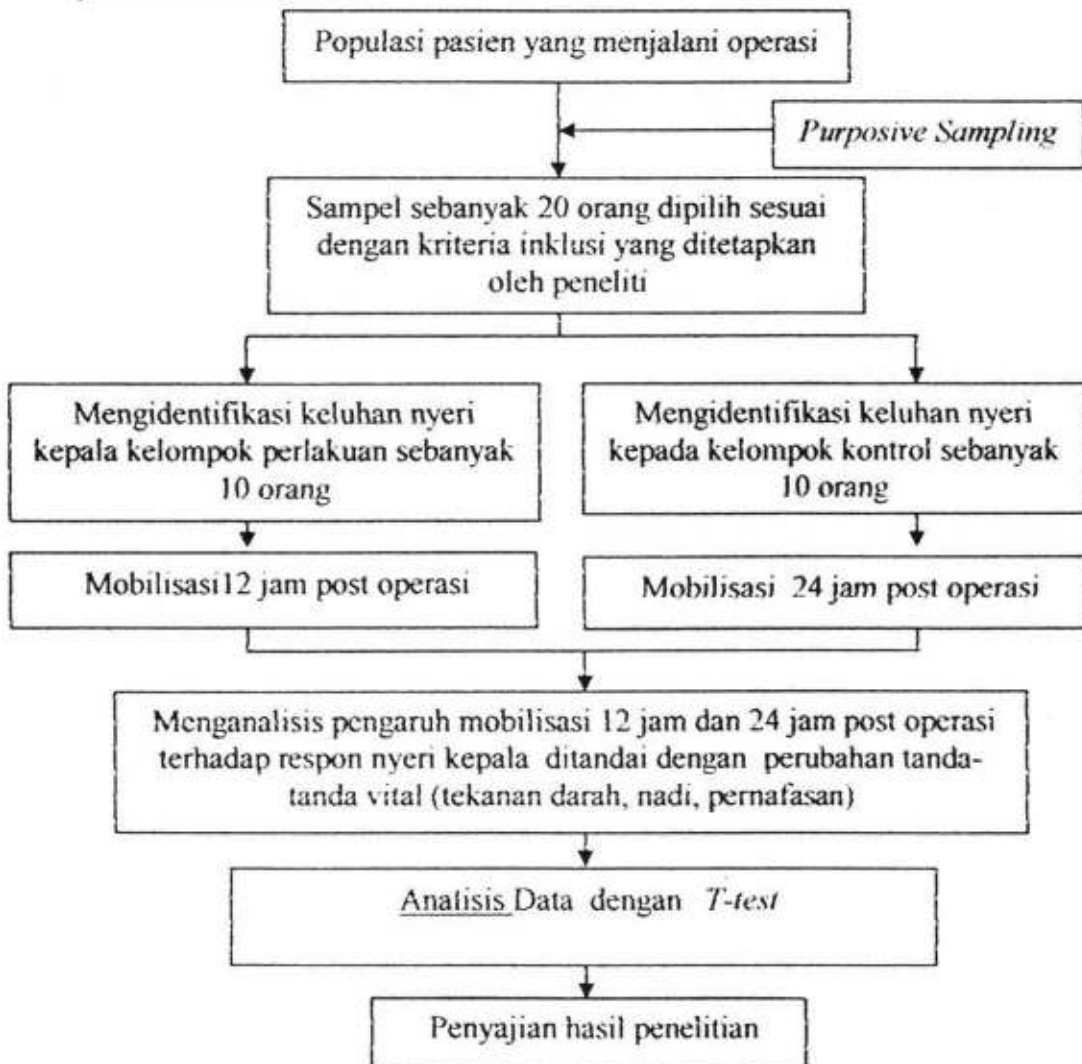 Populasi pasien yang menjalani operasi
Purposive Sampling
Sampel sebanyak 20 orang dipilih sesuai
dengan kriteria inklusi yang ditetapkan
oleh peneliti
Mengidentifikasi keluhan nyeri
kepala kelompok perlakuan sebanyak
10 orang
Mengidentifikasi keluhan nyeri
kepada kelompok kontrol sebanyak
10 orang
Mobilisasi12 jam post operasi
Mobilisasi 24 jam post operasi
Menganalisis pengaruh mobilisasi 12 jam dan 24 jam post operasi
terhadap respon nyeri kepala ditandai dengan perubahan tanda-
tanda vital (tekanan darah, nadi, pernafasan)
Analisis Data dengan T-test
Penyajian hasil penelitian